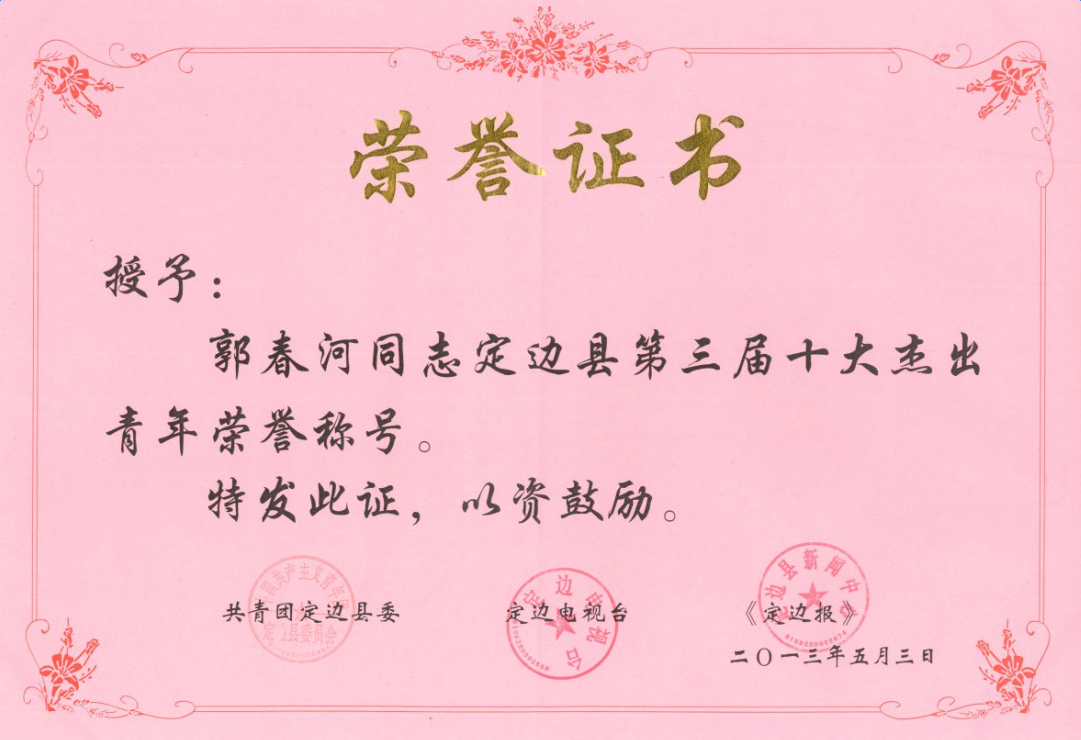 荣誉证书
授予：
郭春河同志定边县第三届十大杰出
青年荣誉称号。
特发此证，以资鼓励。
共青团定边县委 定边电视台 《定边报》
定边电视台
定边县新闻中心
二〇一三年五月三日